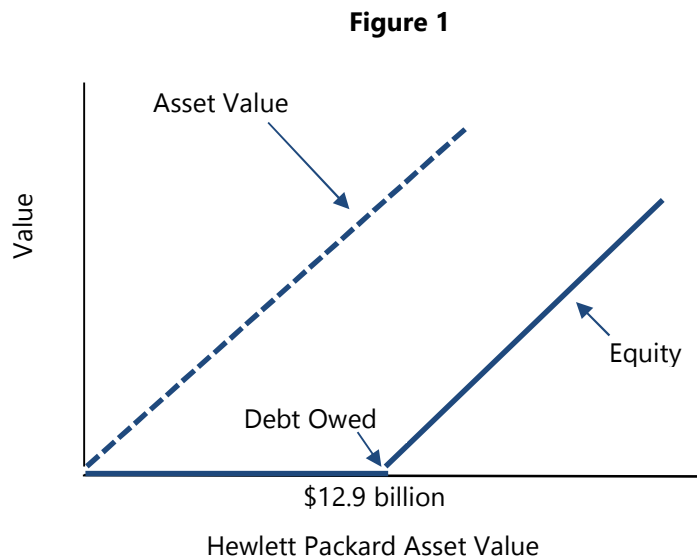 Figure 1
Asset Value
Value
Equity
Debt Owed
$12.9 billion
Hewlett Packard Asset Value